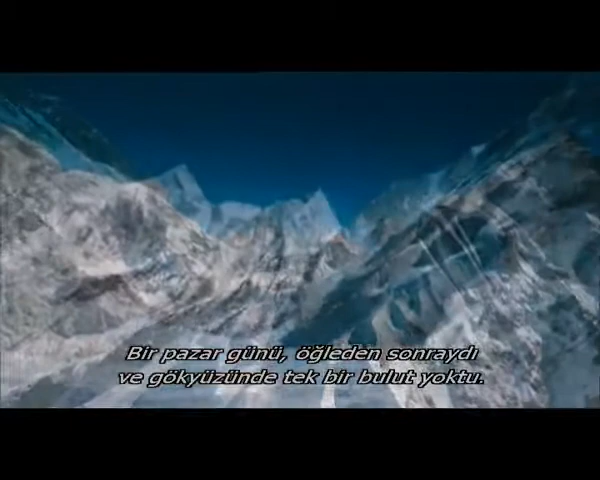 Bir pazar günü, öğleden sonraydı
ve gökyüzünde tek bir bulut yoktu.